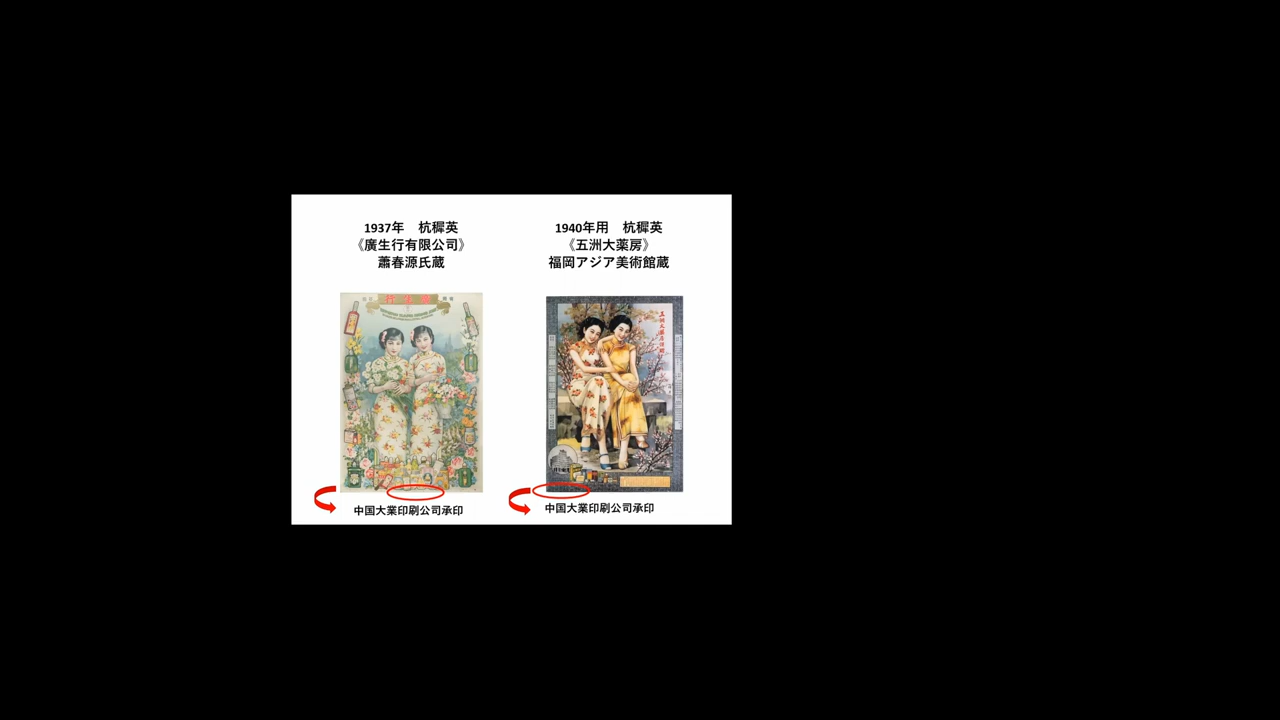 1937年　杭穉英
《廣生行有限公司》
蕭春源氏蔵
中国大業印刷公司承印
1940年用　杭穉英
《五洲大薬房》
福岡アジア美術館蔵
中国大業印刷公司承印